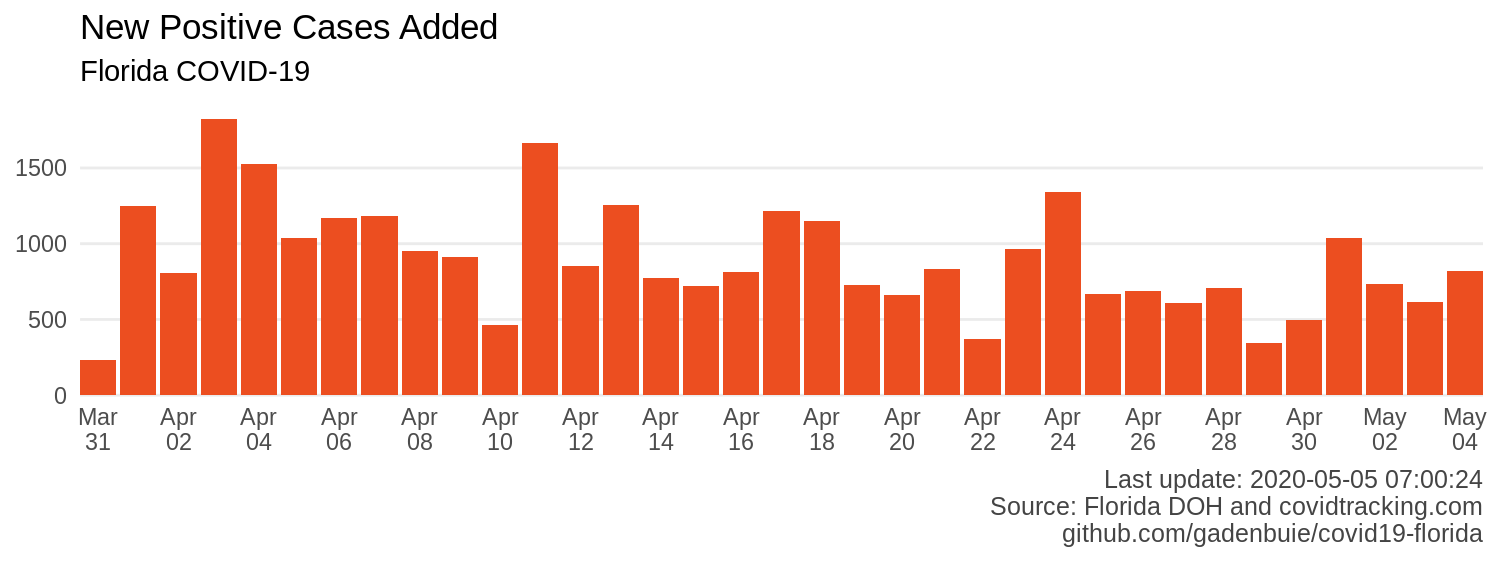 New Positive Cases Added
Florida COVID-19
1500
1000
500
0
Mar Apr Apr Apr Apr Apr Apr Apr Apr Apr Apr Apr Apr Apr Apr Apr May May
31 02 04 06 08 10 12 14 16 18 20 22 24 26 28 30 02 04
Last update: 2020-05-05 07:00:24
Source: Florida DOH and covidtracking.com
github.com/gadenbuie/covid19-florida